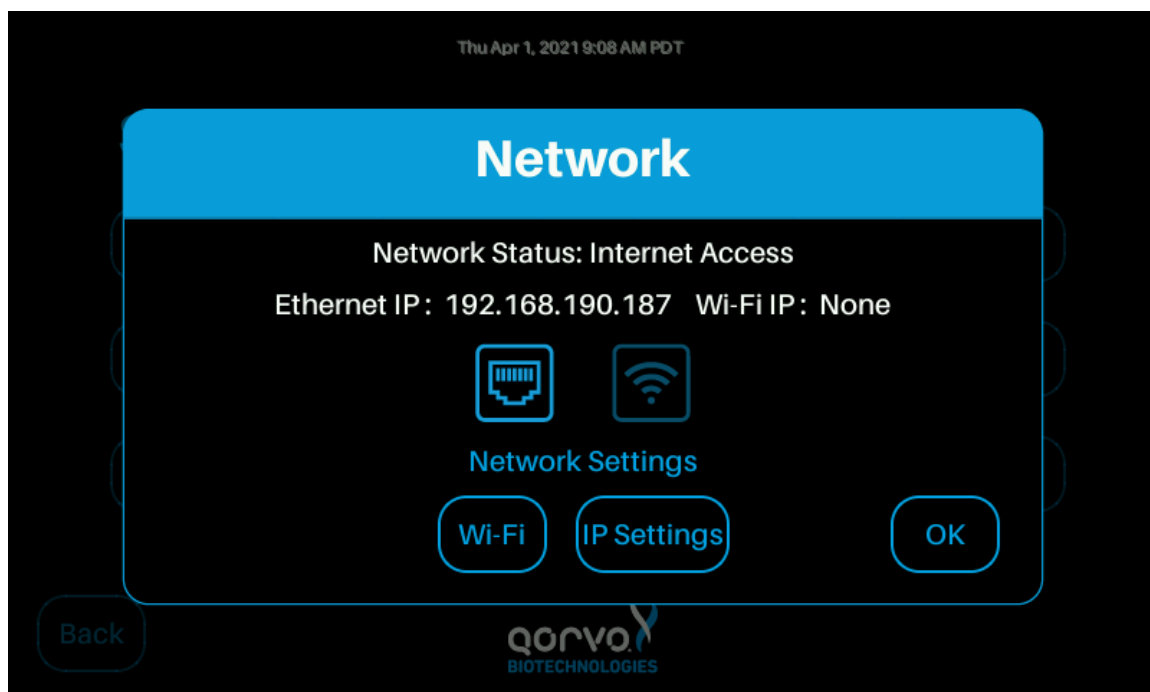 Thu Apr 1, 2021 9:08 AM PDT
Network
Network Status: Internet Access
Ethernet IP: 192.168.190.187 Wi-Fi IP: None
Network Settings
Wi-Fi IP Settings OK
Back
QORVO
BIOTECHNOLOGIES